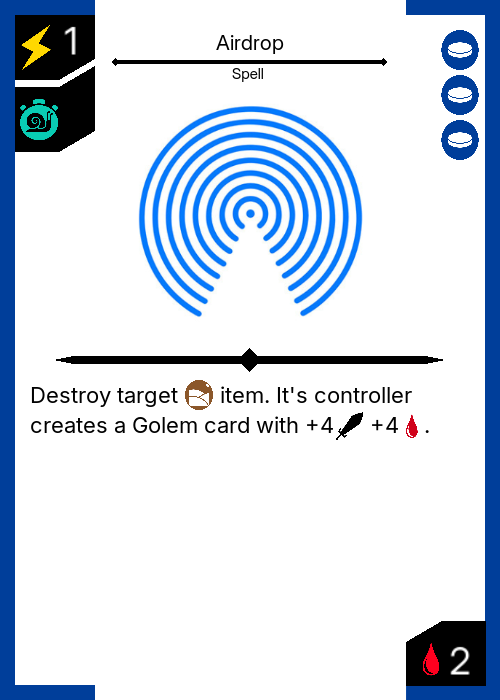 1
Airdrop
Spell
Destroy target item. It's controller
creates a Golem card with +4 +4 .
2